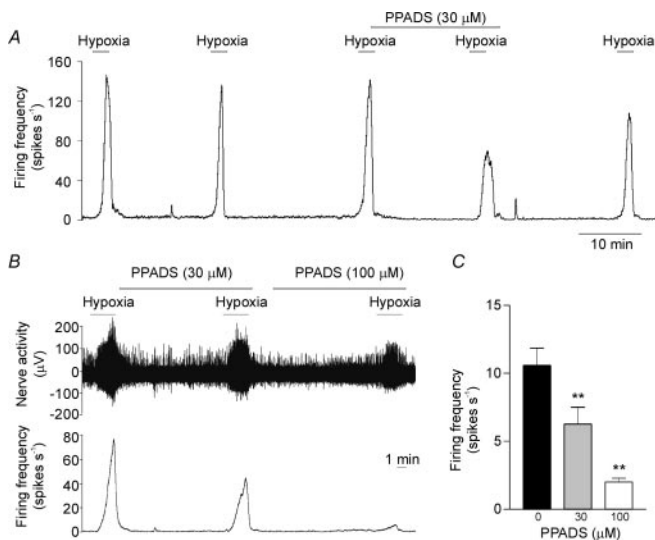 PPADS (30 µM)
A
Hypoxia Hypoxia Hypoxia Hypoxia Hypoxia
Firing frequency
(spikes s⁻¹)
160
120
80
40
0
10 min
B
PPADS (30 µM) PPADS (100 µM)
Hypoxia Hypoxia Hypoxia
Nerve activity
(µV)
200
100
0
-100
-200
Firing frequency
(spikes s⁻¹)
80
60
40
20
0
1 min
C
Firing frequency
(spikes s⁻¹)
15
10
5
0
**
**
0 30 100
PPADS (µM)